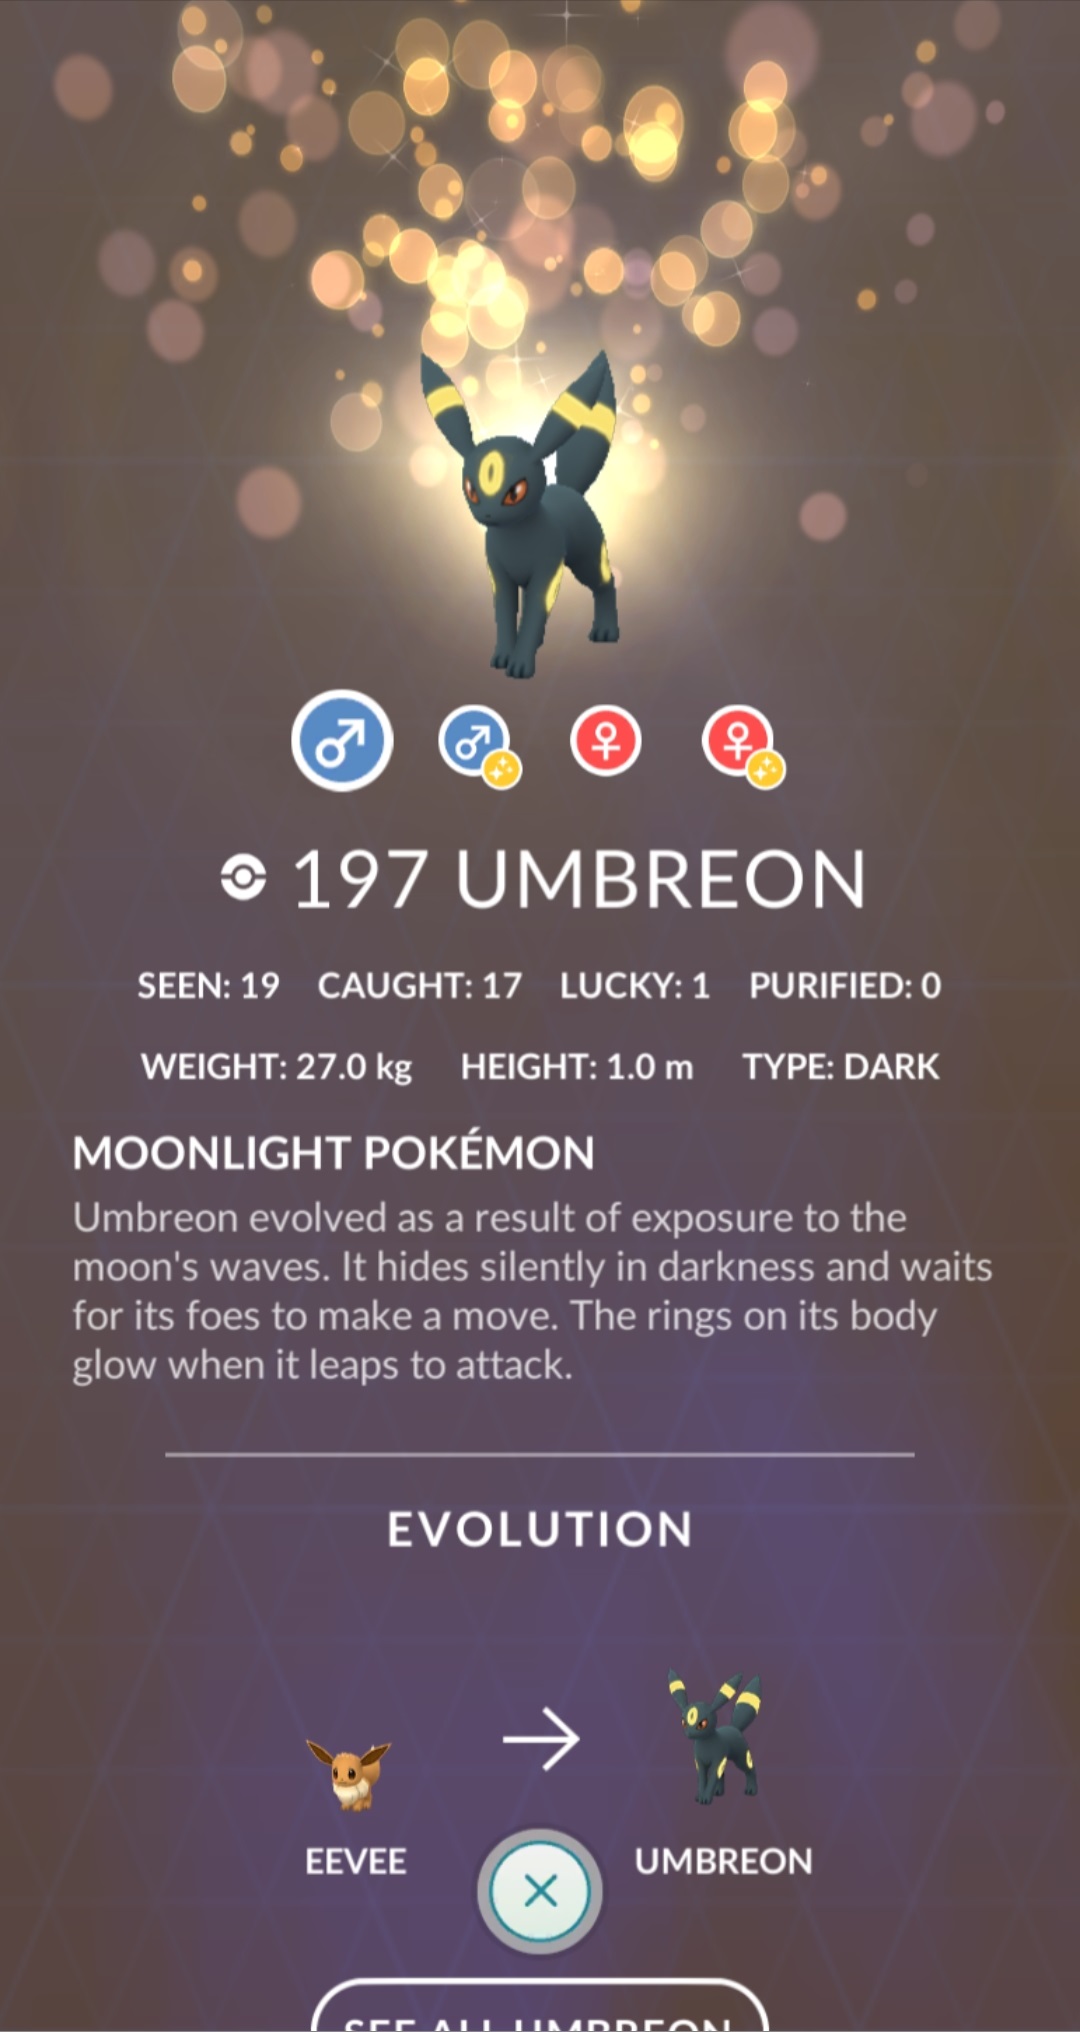 197 UMBREON
SEEN: 19 CAUGHT: 17 LUCKY: 1 PURIFIED: 0
WEIGHT: 27.0 kg HEIGHT: 1.0 m TYPE: DARK
MOONLIGHT POKÉMON
Umbreon evolved as a result of exposure to the
moon's waves. It hides silently in darkness and waits
for its foes to make a move. The rings on its body
glow when it leaps to attack.
EVOLUTION
EEVEE UMBREON
SEE ALL UMBREON